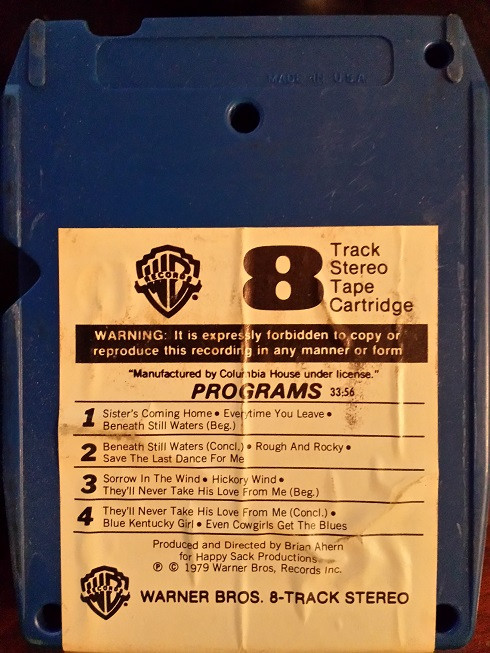 MADE IN U.S.A.
WB
RECORDS
8
Track
Stereo
Tape
Cartridge
WARNING: It is expressly forbidden to copy or
reproduce this recording in any manner or form
"Manufactured by Columbia House under license."
PROGRAMS 33:56
1 Sister's Coming Home • Everytime You Leave •
Beneath Still Waters (Beg.)
2 Beneath Still Waters (Concl.) • Rough And Rocky •
Save The Last Dance For Me
3 Sorrow In The Wind • Hickory Wind •
They'll Never Take His Love From Me (Beg.)
4 They'll Never Take His Love From Me (Concl.) •
Blue Kentucky Girl • Even Cowgirls Get The Blues
Produced and Directed by Brian Ahern
for Happy Sack Productions
℗ © 1979 Warner Bros, Records Inc.
WB
RECORDS
WARNER BROS. 8-TRACK STEREO